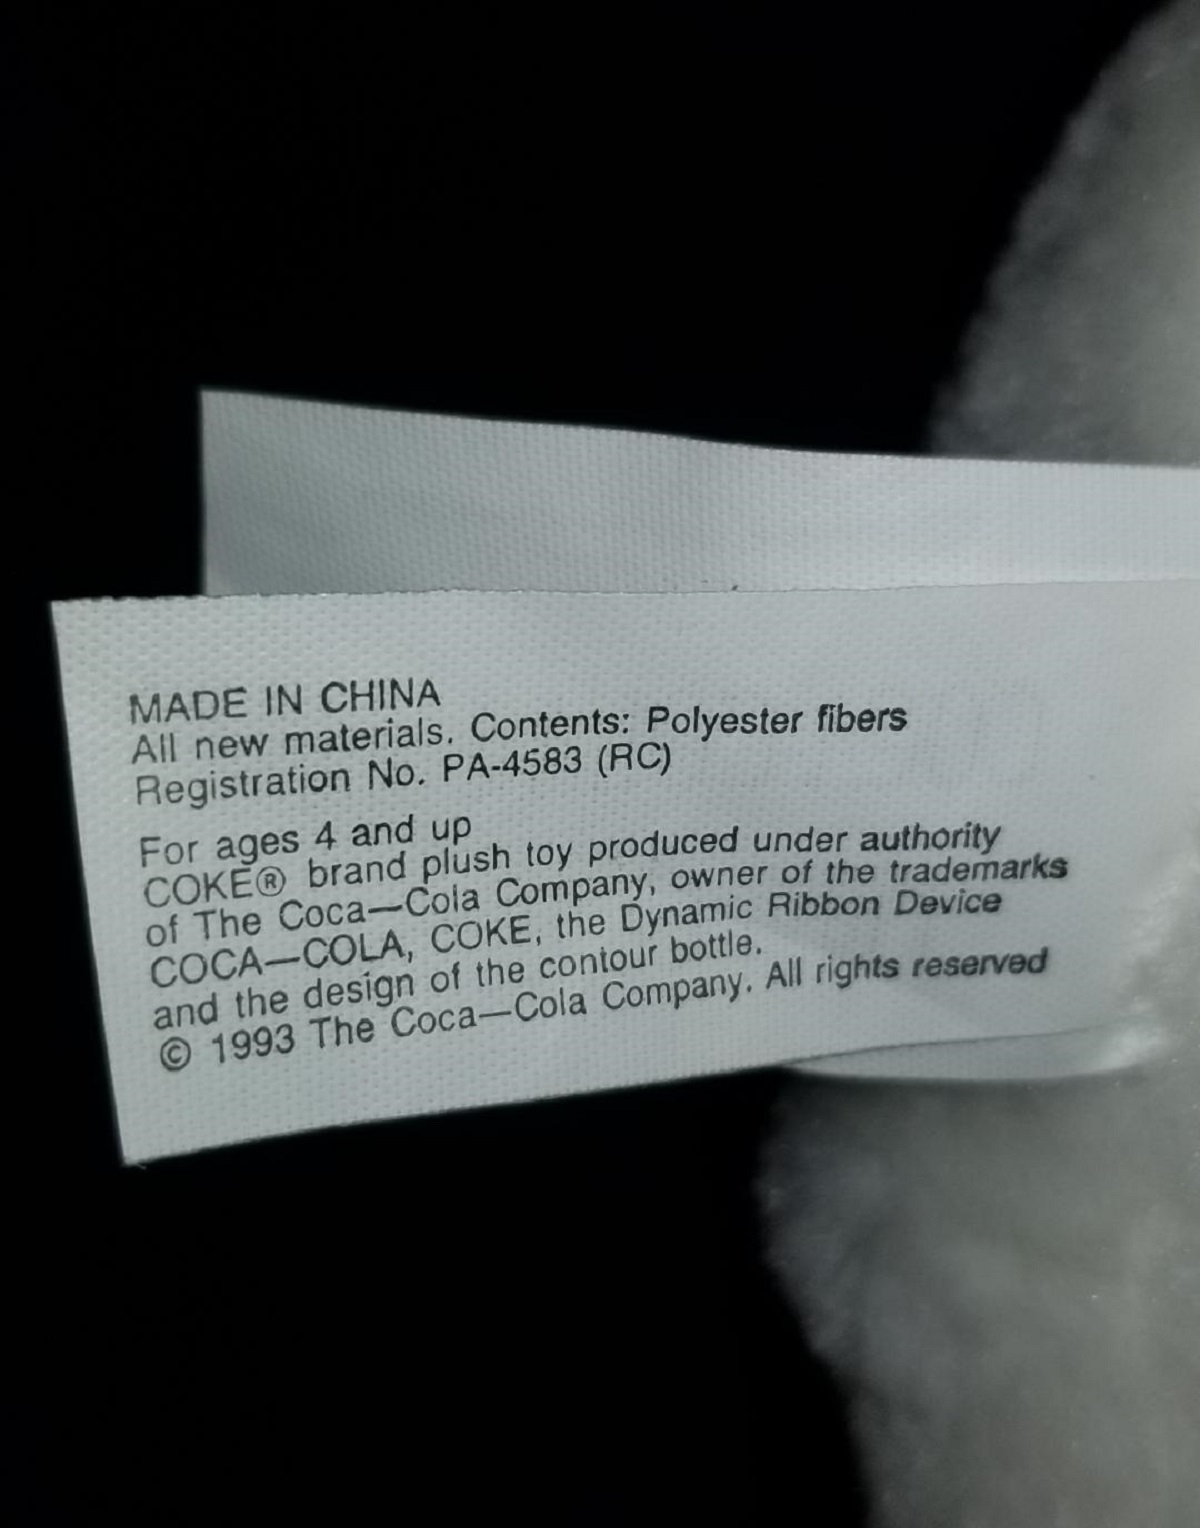 MADE IN CHINA
All new materials. Contents: Polyester fibers
Registration No. PA-4583 (RC)
For ages 4 and up
COKE® brand plush toy produced under authority
of The Coca—Cola Company, owner of the trademarks
COCA—COLA, COKE, the Dynamic Ribbon Device
and the design of the contour bottle.
© 1993 The Coca—Cola Company. All rights reserved